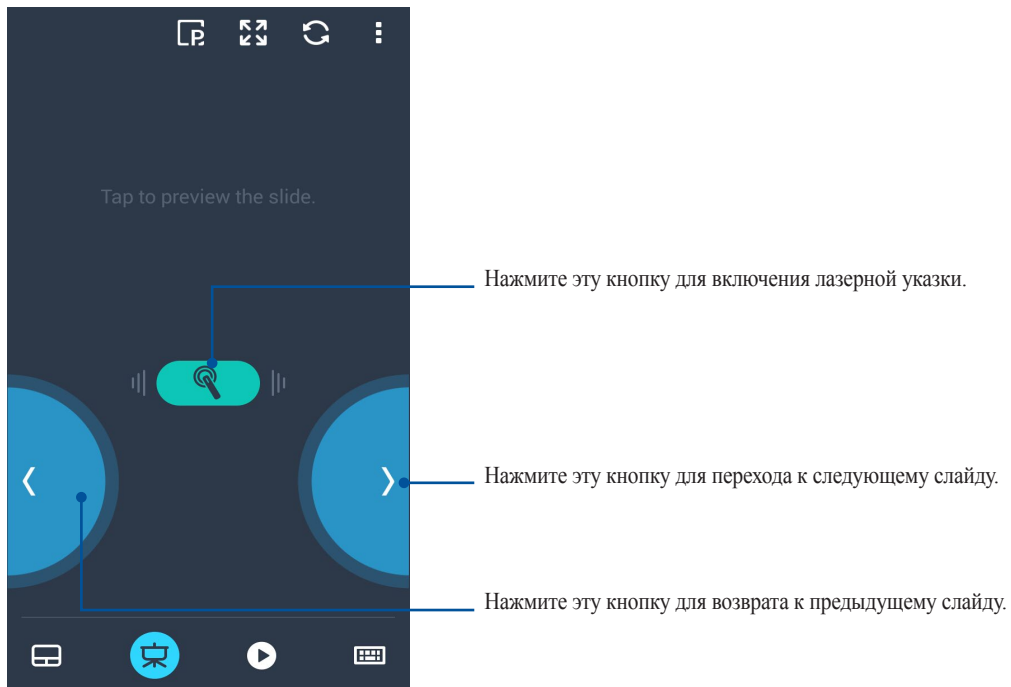 P
Tap to preview the slide.
Нажмите эту кнопку для включения лазерной указки.
Нажмите эту кнопку для перехода к следующему слайду.
Нажмите эту кнопку для возврата к предыдущему слайду.